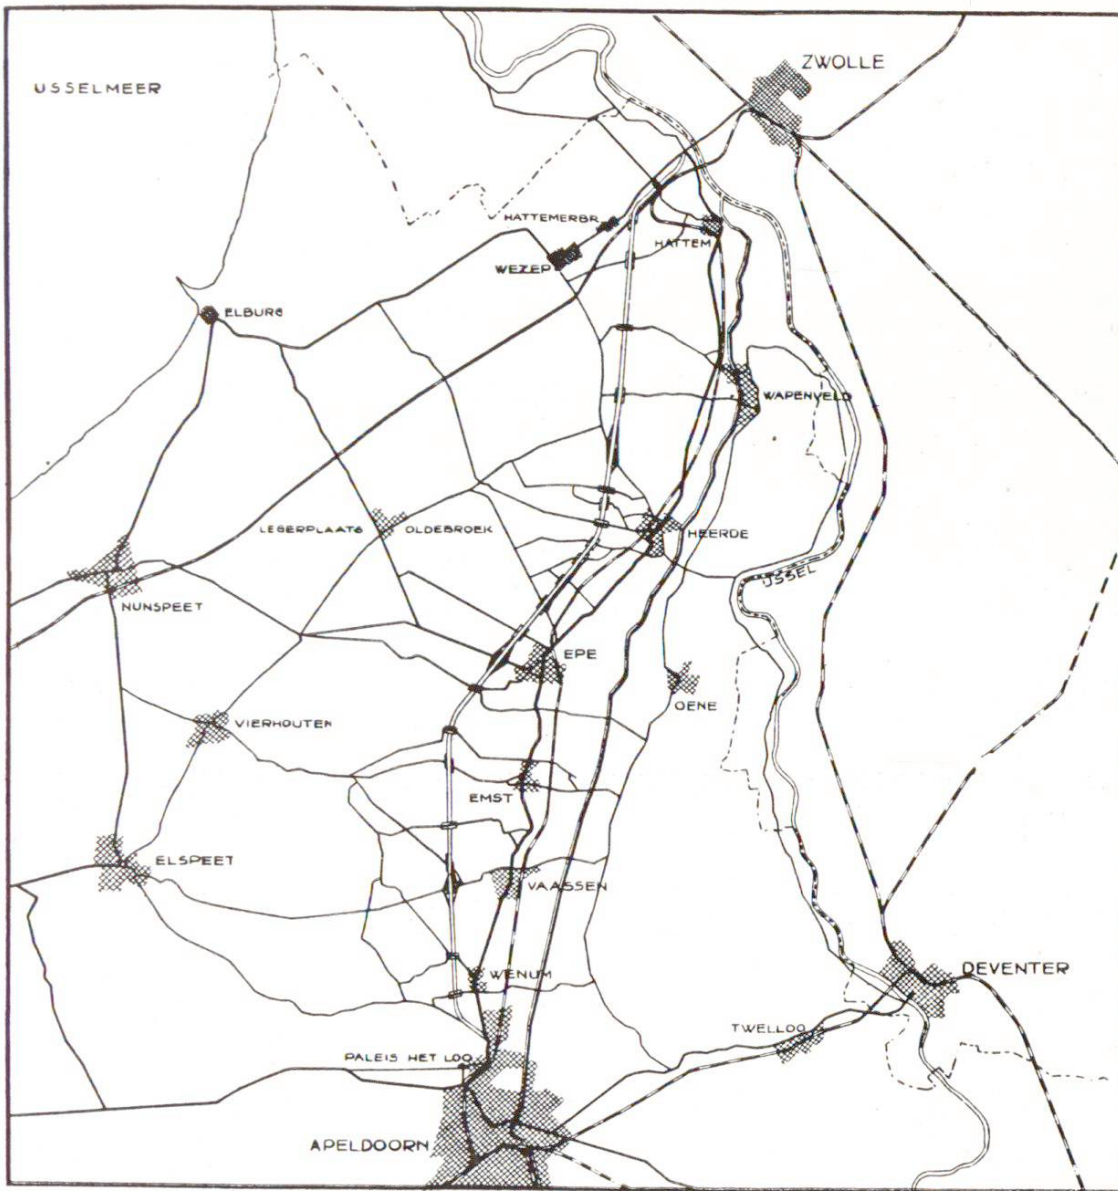 ZWOLLE
IJSSELMEER
HATTEMERBR.
HATTEM
WEZEP
ELBURG
WAPENVELD
LEGERPLAATS OLDEBROEK
HEERDE
IJSSEL
NUNSPEET
EPE
OENE
VIERHOUTEN
EMST
ELSPEET
VAASSEN
WENUM
DEVENTER
TWELLOO
PALEIS HET LOO
APELDOORN